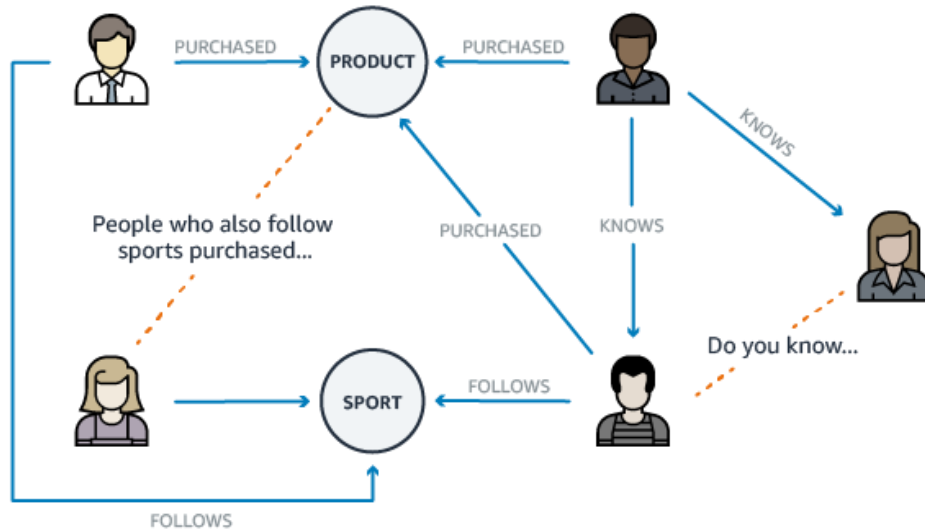 PURCHASED
PRODUCT
PURCHASED
KNOWS
People who also follow
sports purchased...
PURCHASED
KNOWS
Do you know...
SPORT
FOLLOWS
FOLLOWS